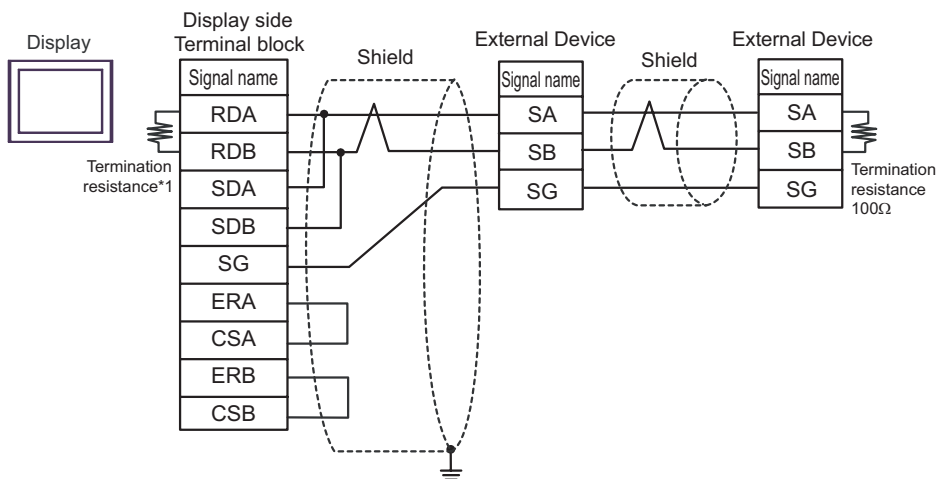 Display
Display side
Terminal block
Signal name
RDA
RDB
SDA
SDB
SG
ERA
CSA
ERB
CSB
Termination
resistance*1
Shield
External Device
Signal name
SA
SB
SG
Shield
External Device
Signal name
SA
SB
SG
Termination
resistance
100Ω